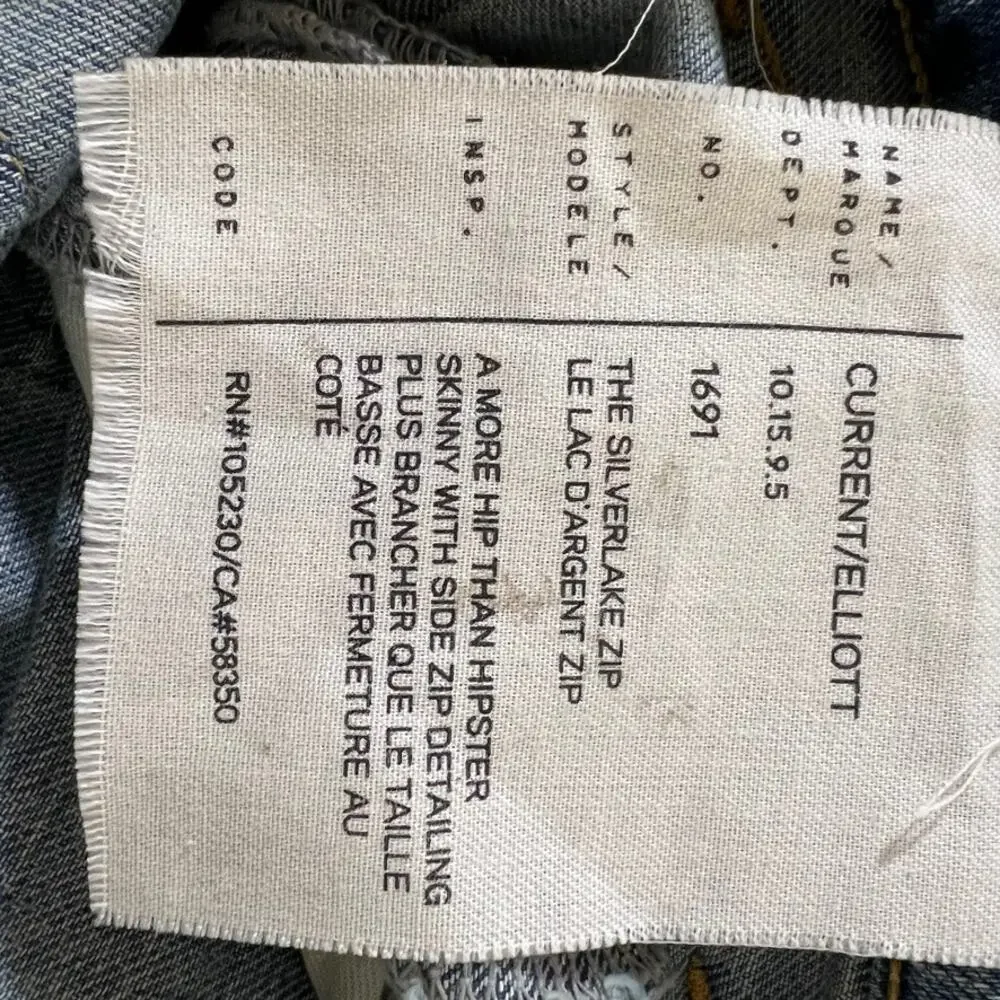 NAME / CURRENT/ELLIOTT
MARQUE
DEPT. 10.15.9.5
NO. 1691
STYLE / THE SILVERLAKE ZIP
MODELE LE LAC D'ARGENT ZIP
INSP. A MORE HIP THAN HIPSTER
SKINNY WITH SIDE ZIP DETAILING
PLUS BRANCHER QUE LE TAILLE
BASSE AVEC FERMETURE AU
COTÉ
CODE RN#105230/CA#58350